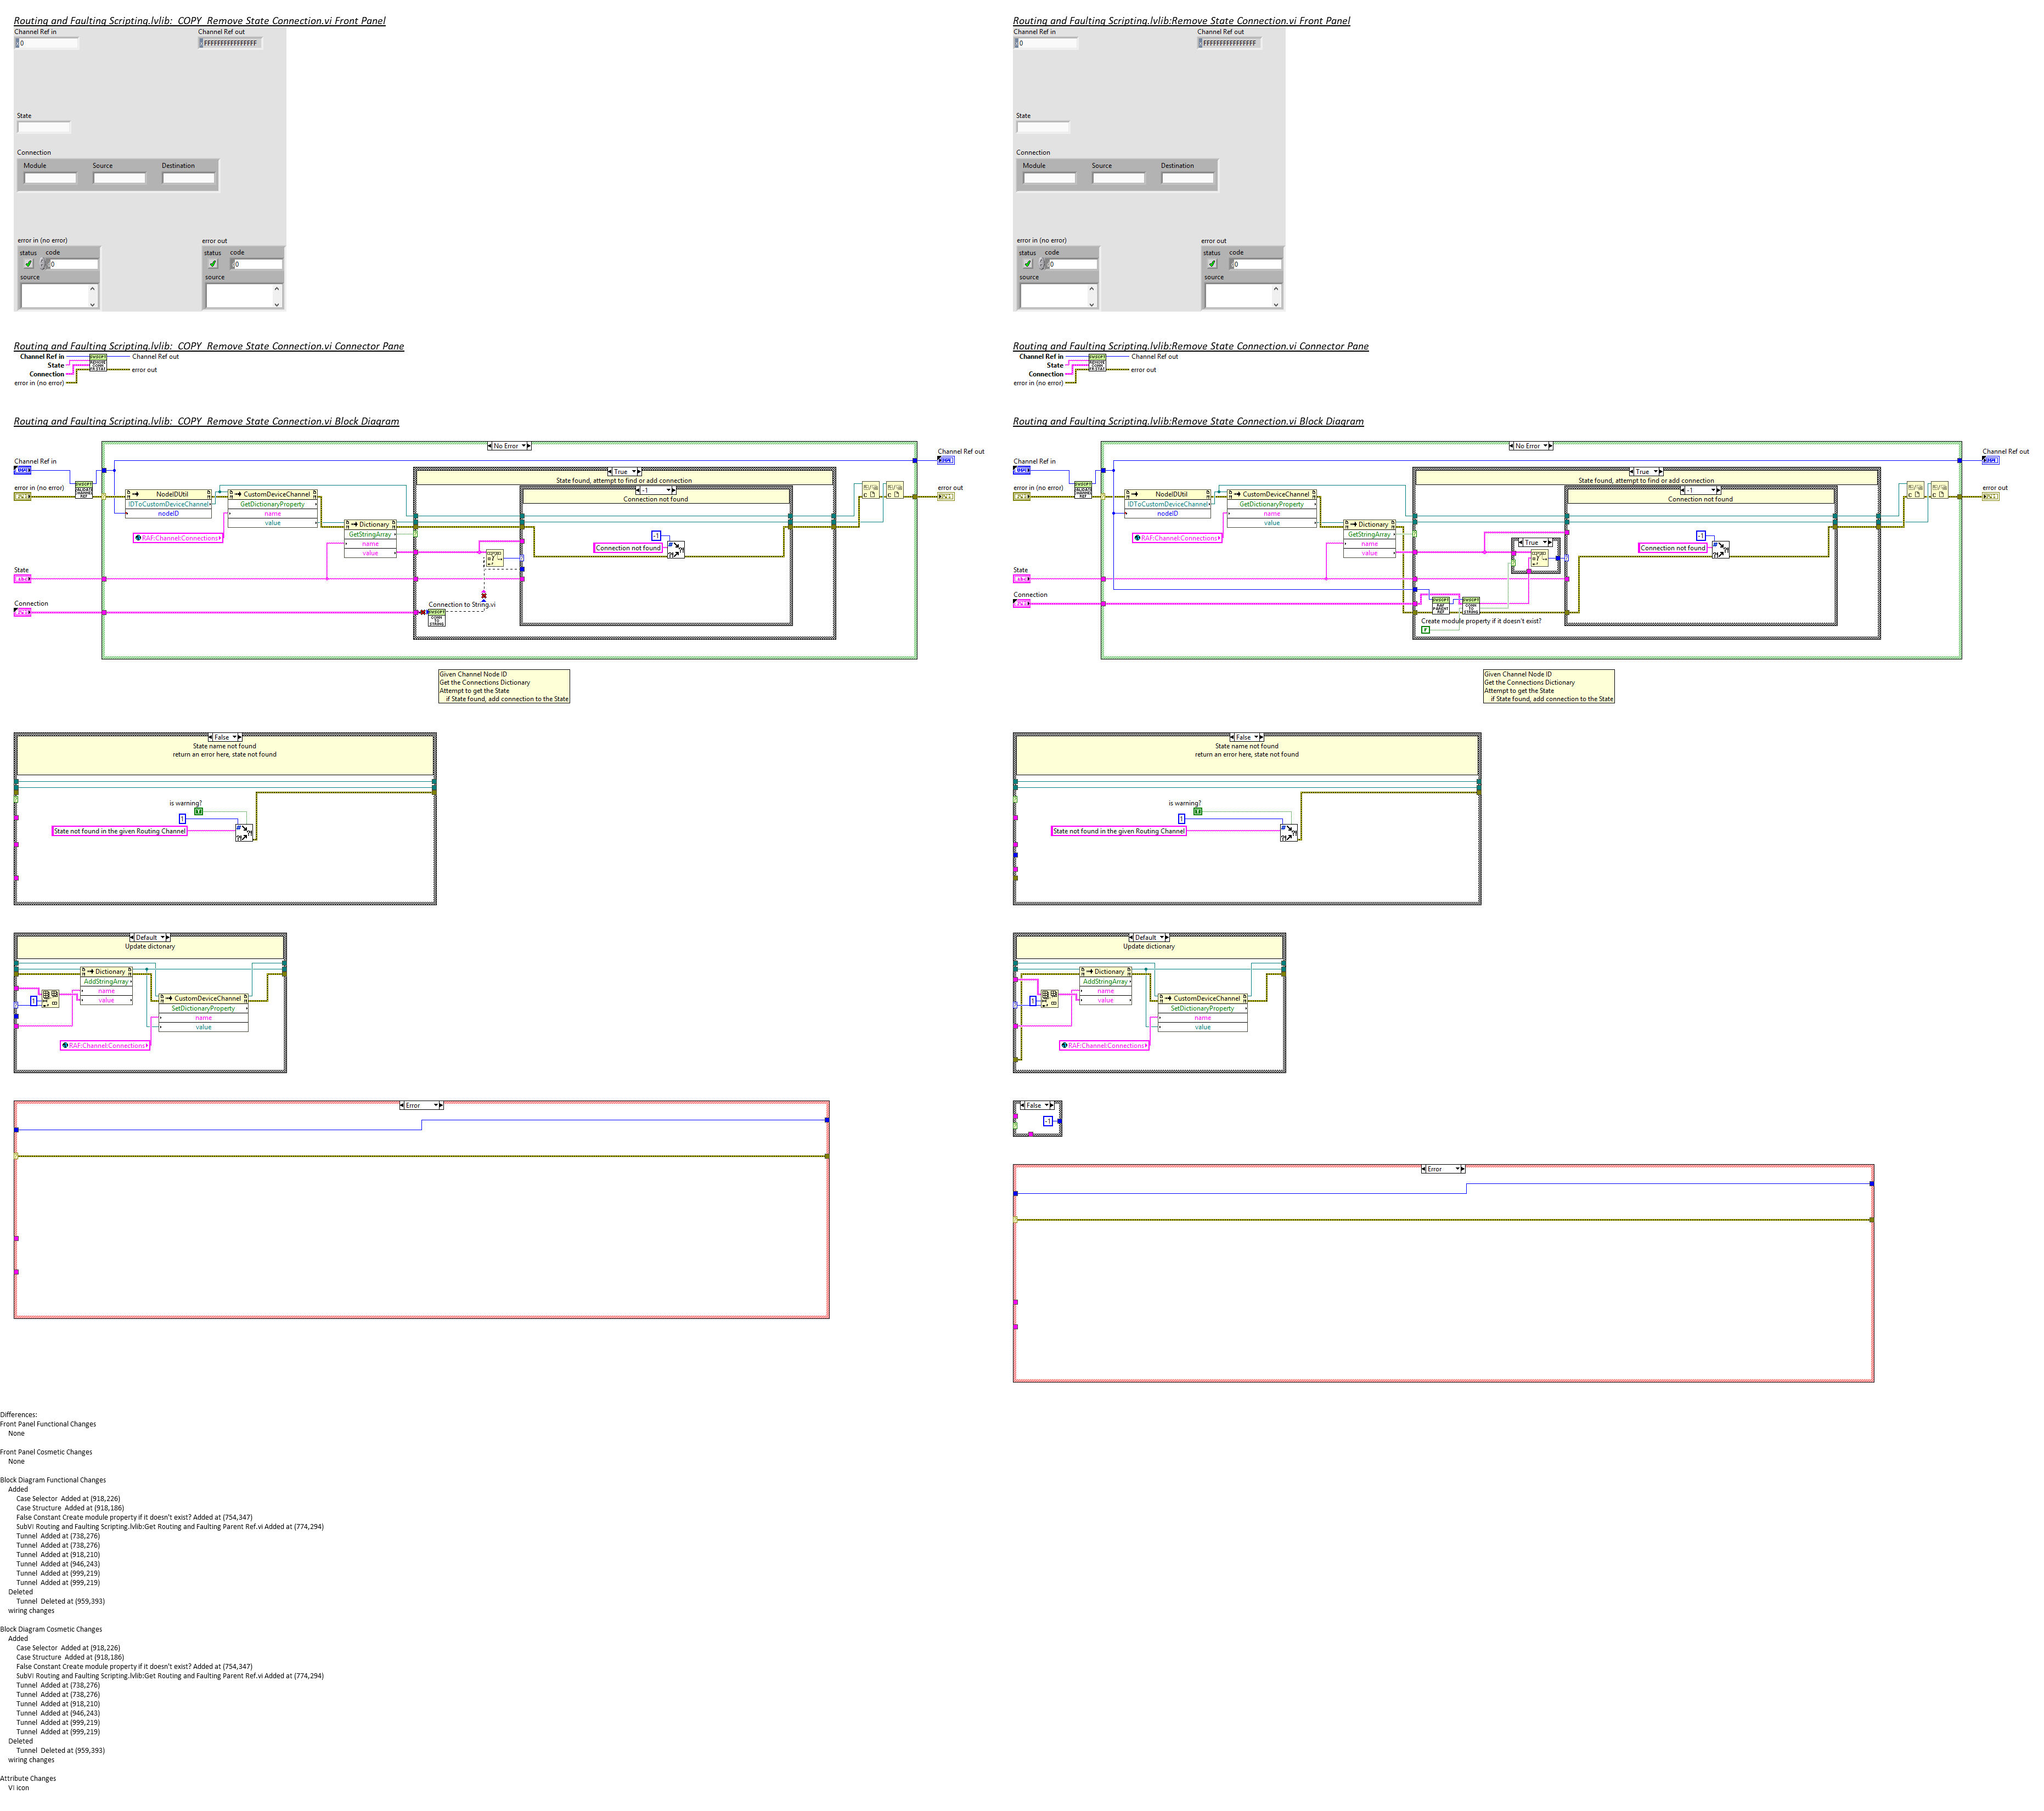 Routing and Faulting Scripting.lvlib:  COPY  Remove State Connection.vi Front Panel
Channel Ref in
Channel Ref out
0
FFFFFFFFFFFFFFFF
State
Connection
Module
Source
Destination
error in (no error)
error out
status
code
status
code
0
0
source
source
Routing and Faulting Scripting.lvlib:  COPY  Remove State Connection.vi Connector Pane
Channel Ref in
Channel Ref out
State
Connection
error out
error in (no error)
Routing and Faulting Scripting.lvlib:  COPY  Remove State Connection.vi Block Diagram
No Error
Channel Ref in
Channel Ref out
error in (no error)
error out
True
State found, attempt to find or add connection
-1
Connection not found
NodeIDUtil
IDToCustomDeviceChannel
nodeID
CustomDeviceChannel
GetDictionaryProperty
name
value
RAF:Channel:Connections
Dictionary
GetStringArray
name
value
-1
Connection not found
State
Connection
Connection to String.vi
Given Channel Node ID
Get the Connections Dictionary
Attempt to get the State
if State found, add connection to the State
False
State name not found
return an error here, state not found
is warning?
1
State not found in the given Routing Channel
Default
Update dictonary
Dictionary
AddStringArray
name
value
1
CustomDeviceChannel
SetDictionaryProperty
name
value
RAF:Channel:Connections
Error
Routing and Faulting Scripting.lvlib:Remove State Connection.vi Front Panel
Channel Ref in
Channel Ref out
0
FFFFFFFFFFFFFFFF
State
Connection
Module
Source
Destination
error in (no error)
error out
status
code
status
code
0
0
source
source
Routing and Faulting Scripting.lvlib:Remove State Connection.vi Connector Pane
Channel Ref in
Channel Ref out
State
Connection
error out
error in (no error)
Routing and Faulting Scripting.lvlib:Remove State Connection.vi Block Diagram
No Error
Channel Ref in
Channel Ref out
error in (no error)
error out
True
State found, attempt to find or add connection
-1
Connection not found
NodeIDUtil
IDToCustomDeviceChannel
nodeID
CustomDeviceChannel
GetDictionaryProperty
name
value
RAF:Channel:Connections
Dictionary
GetStringArray
name
value
True
-1
Connection not found
State
Connection
Create module property if it doesn't exist?
F
Given Channel Node ID
Get the Connections Dictionary
Attempt to get the State
if State found, add connection to the State
False
State name not found
return an error here, state not found
is warning?
1
State not found in the given Routing Channel
Default
Update dictonary
Dictionary
AddStringArray
name
value
1
CustomDeviceChannel
SetDictionaryProperty
name
value
RAF:Channel:Connections
False
-1
Error
Differences:
Front Panel Functional Changes
None
Front Panel Cosmetic Changes
None
Block Diagram Functional Changes
Added
Case Selector  Added at (918,226)
Case Structure  Added at (918,186)
False Constant Create module property if it doesn't exist? Added at (754,347)
SubVI Routing and Faulting Scripting.lvlib:Get Routing and Faulting Parent Ref.vi Added at (774,294)
Tunnel  Added at (738,276)
Tunnel  Added at (738,276)
Tunnel  Added at (918,210)
Tunnel  Added at (946,243)
Tunnel  Added at (999,219)
Tunnel  Added at (999,219)
Deleted
Tunnel  Deleted at (959,393)
wiring changes
Block Diagram Cosmetic Changes
Added
Case Selector  Added at (918,226)
Case Structure  Added at (918,186)
False Constant Create module property if it doesn't exist? Added at (754,347)
SubVI Routing and Faulting Scripting.lvlib:Get Routing and Faulting Parent Ref.vi Added at (774,294)
Tunnel  Added at (738,276)
Tunnel  Added at (738,276)
Tunnel  Added at (918,210)
Tunnel  Added at (946,243)
Tunnel  Added at (999,219)
Tunnel  Added at (999,219)
Deleted
Tunnel  Deleted at (959,393)
wiring changes
Attribute Changes
VI icon